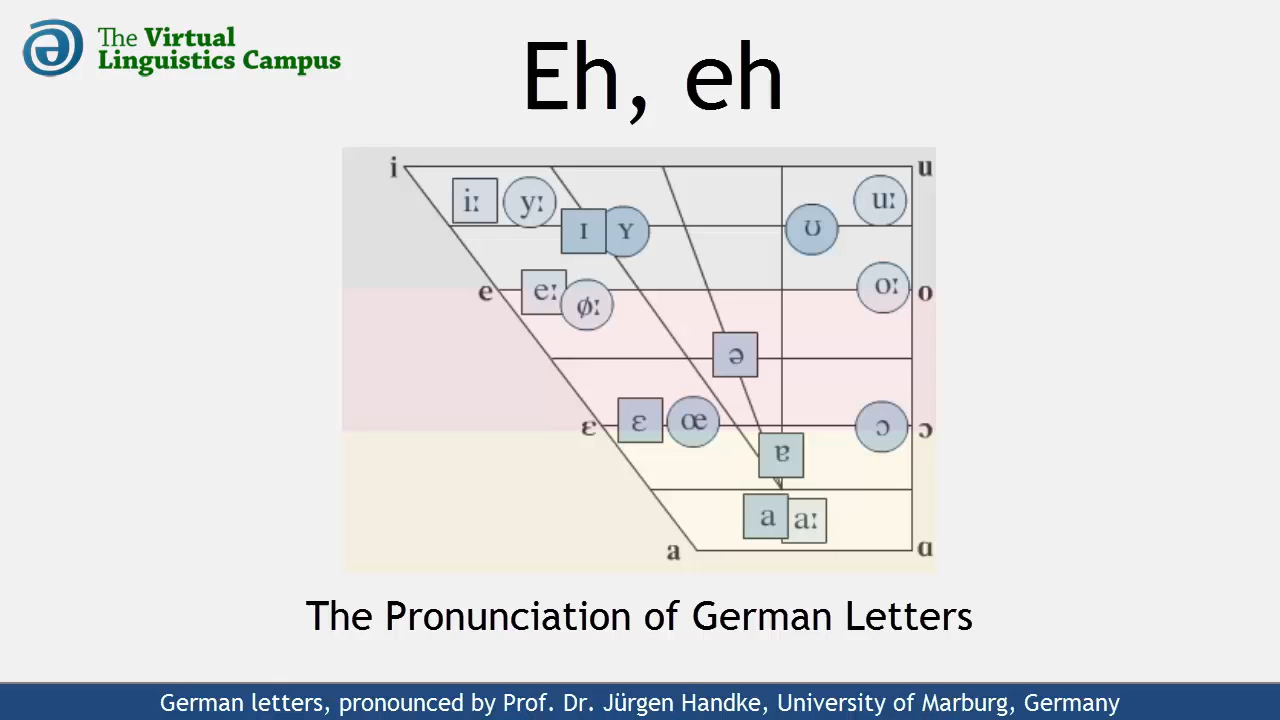 The Virtual
Linguistics Campus
Eh, eh
i u
iː yː uː
ɪ ʏ ʊ
e eː øː oː o
ə
ɛ ɛ œ ɔ ɔ
ɐ
a aː
a ɑ
The Pronunciation of German Letters
German letters, pronounced by Prof. Dr. Jürgen Handke, University of Marburg, Germany